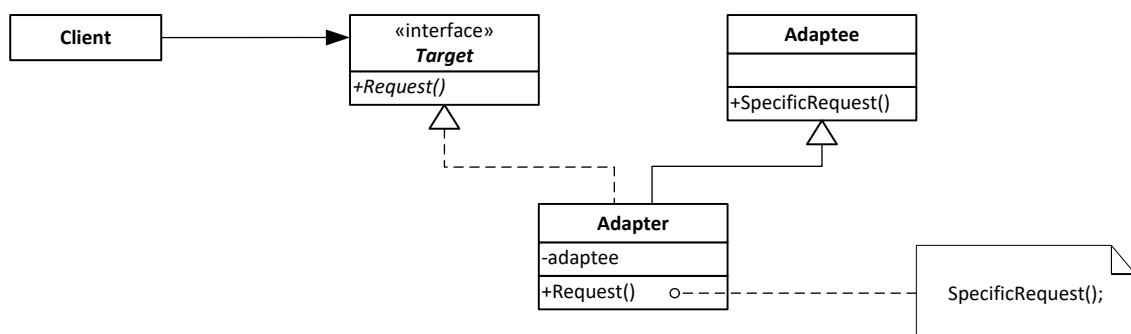 Client
«interface»
Target
+Request()
Adaptee
+SpecificRequest()
Adapter
-adaptee
+Request()
SpecificRequest();